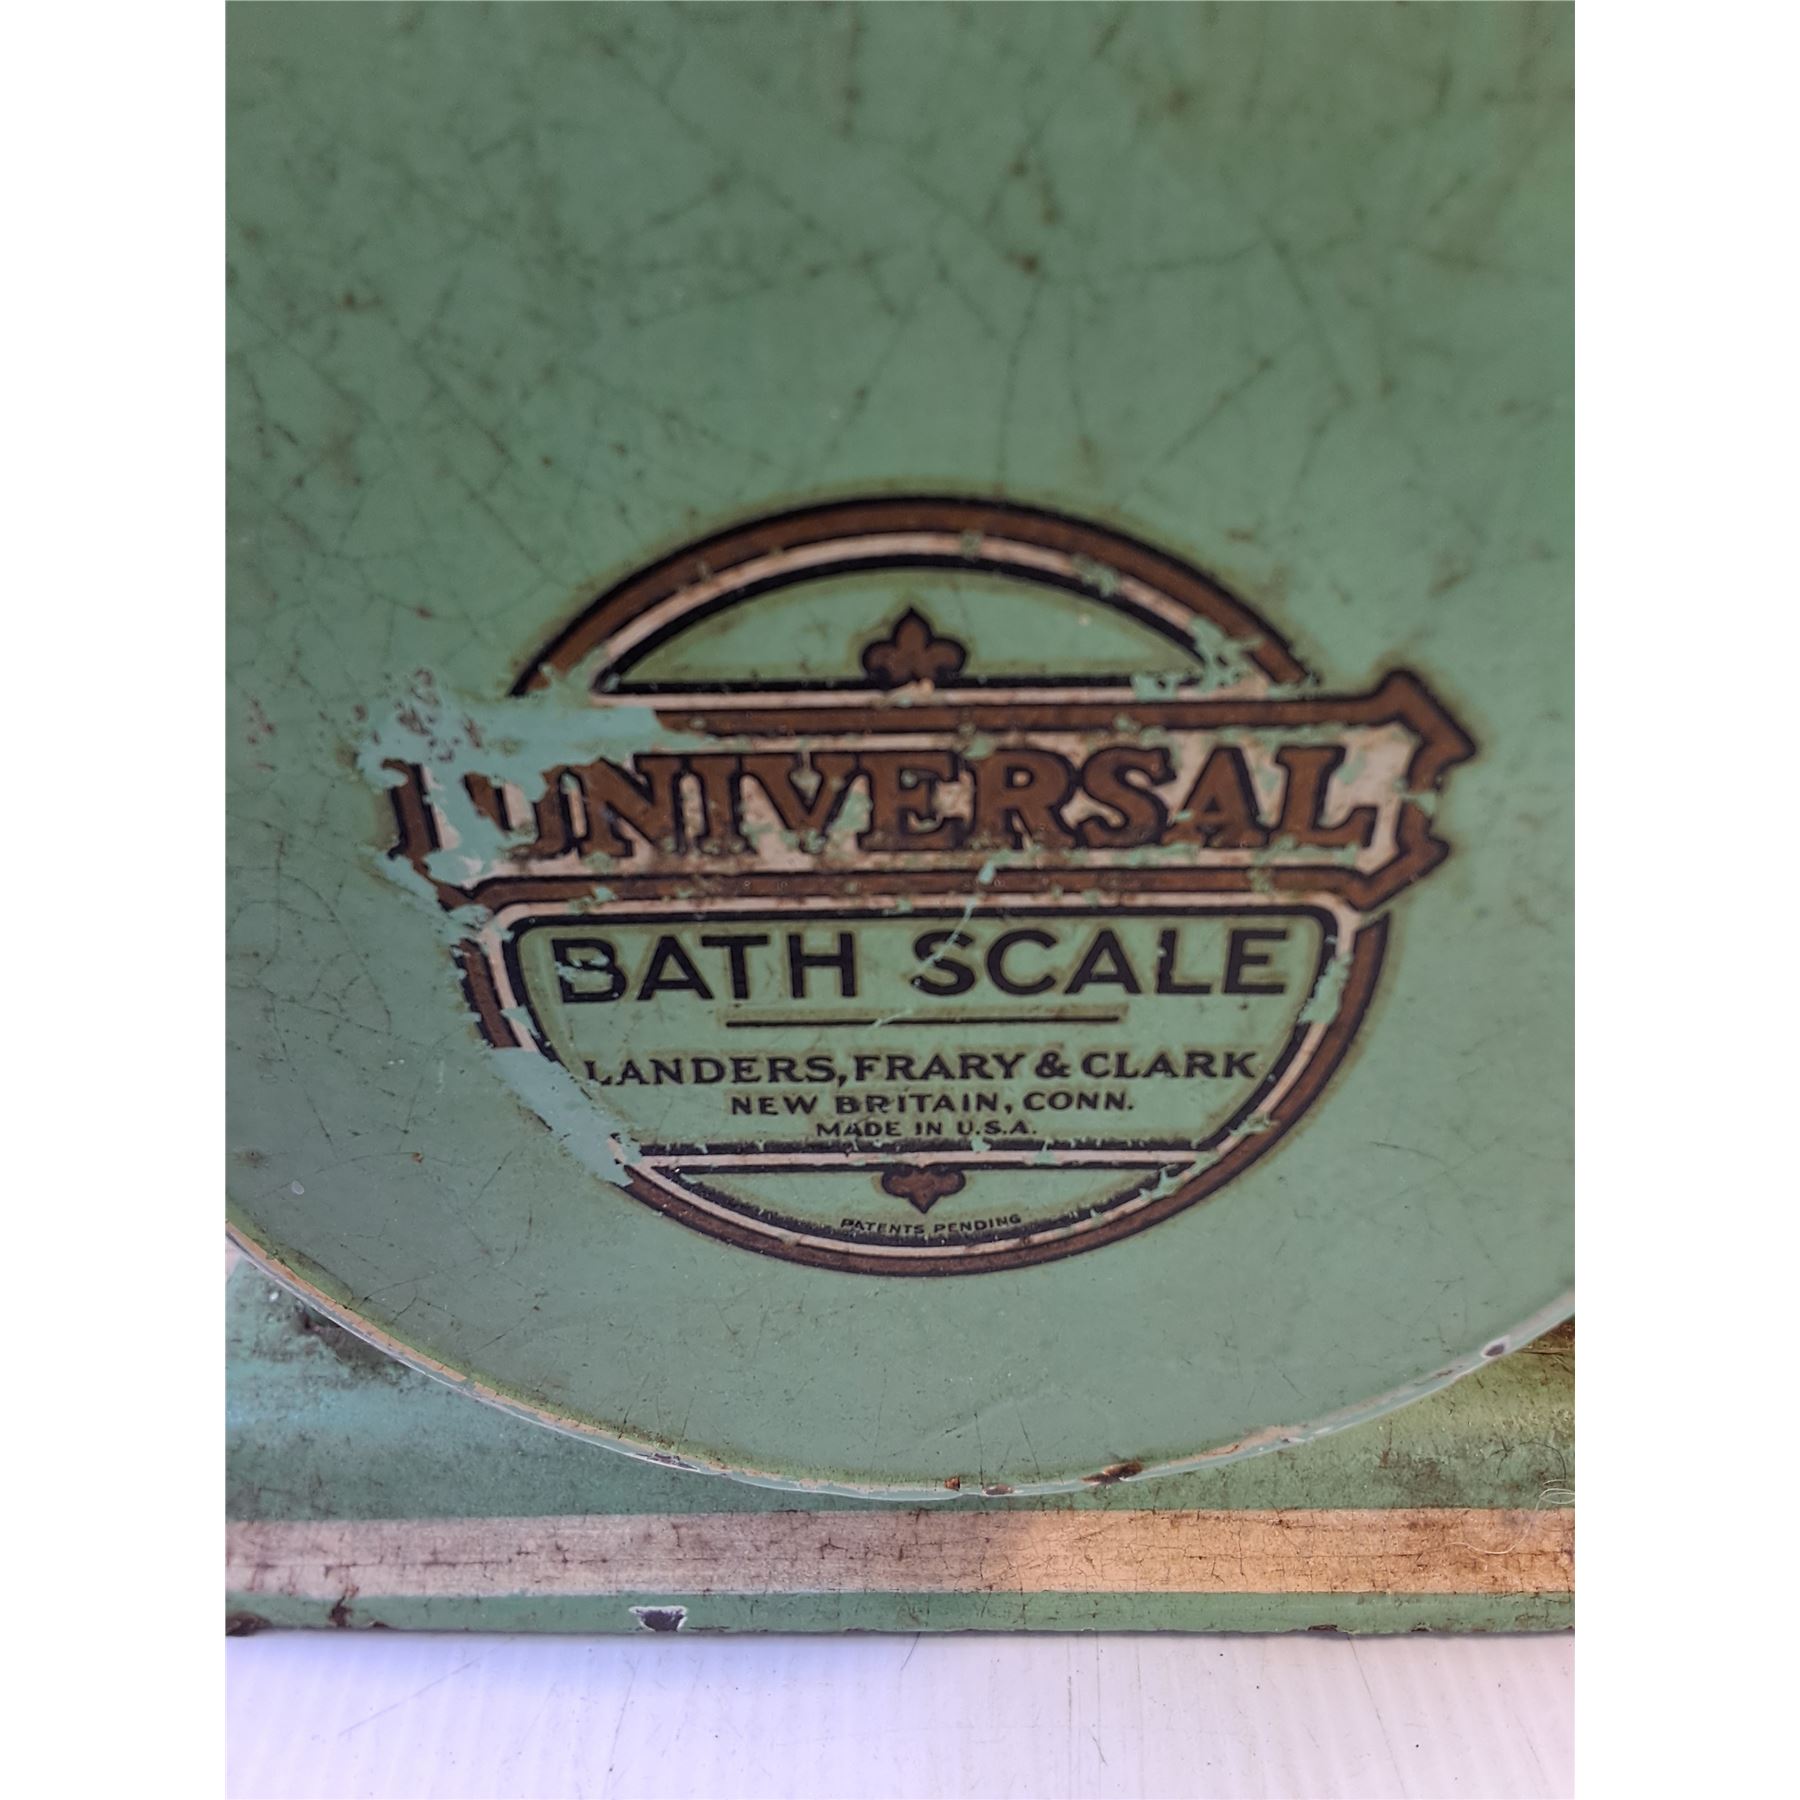 UNIVERSAL
BATH SCALE
LANDERS, FRARY & CLARK
NEW BRITAIN, CONN.
MADE IN U.S.A.
PATENTS PENDING